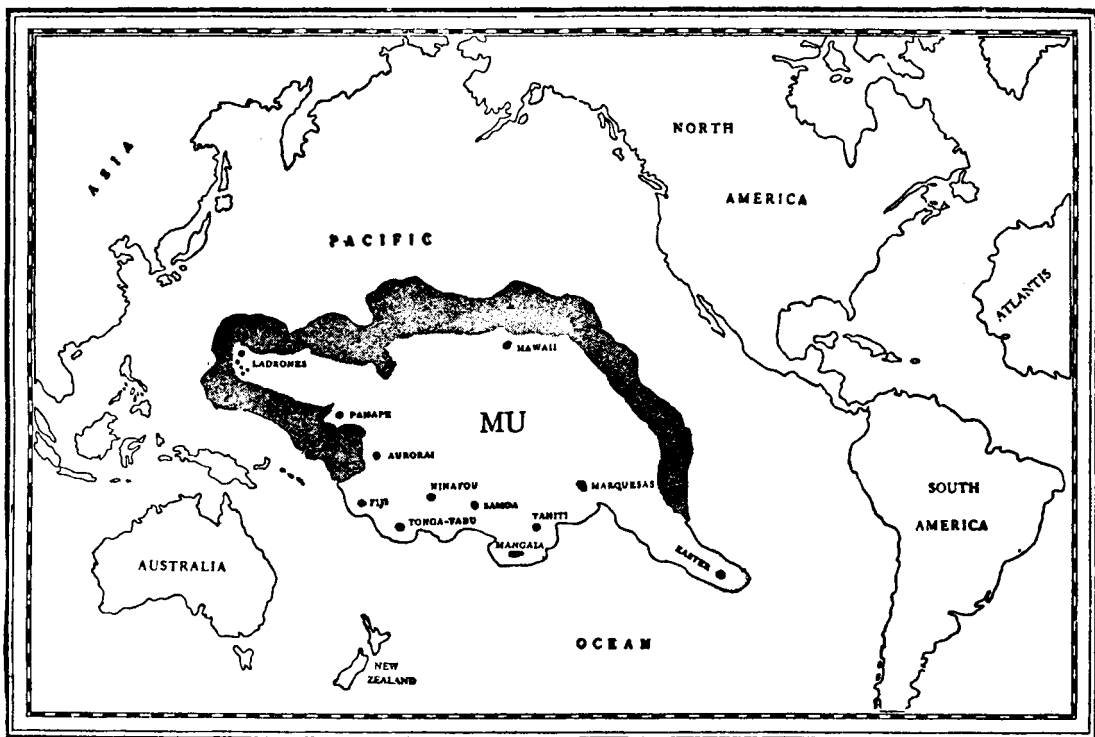 ASIA
NORTH
AMERICA
PACIFIC
ATLANTIS
HAWAII
LADRONES
PANAPE
MU
AURORAI
NINAFOU
MARQUESAS
FIJI
SAMOA
TONGA-TABU
TAHITI
MANGAIA
EASTER
SOUTH
AMERICA
AUSTRALIA
OCEAN
NEW
ZEALAND